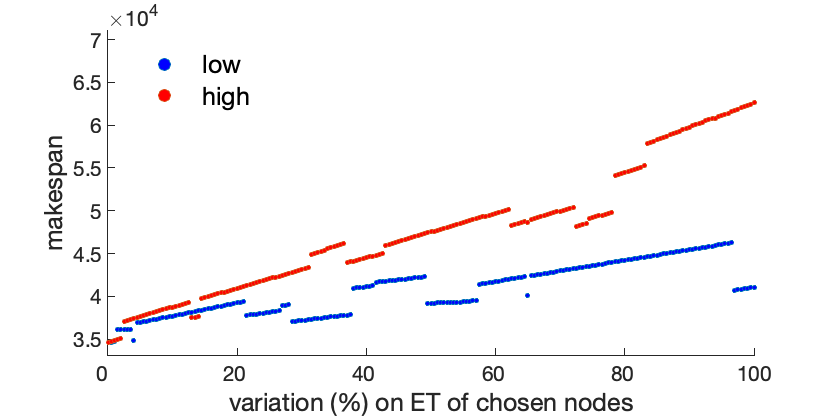 ×10⁴
7
6.5
6
5.5
5
4.5
4
3.5
makespan
low
high
0 20 40 60 80 100
variation (%) on ET of chosen nodes